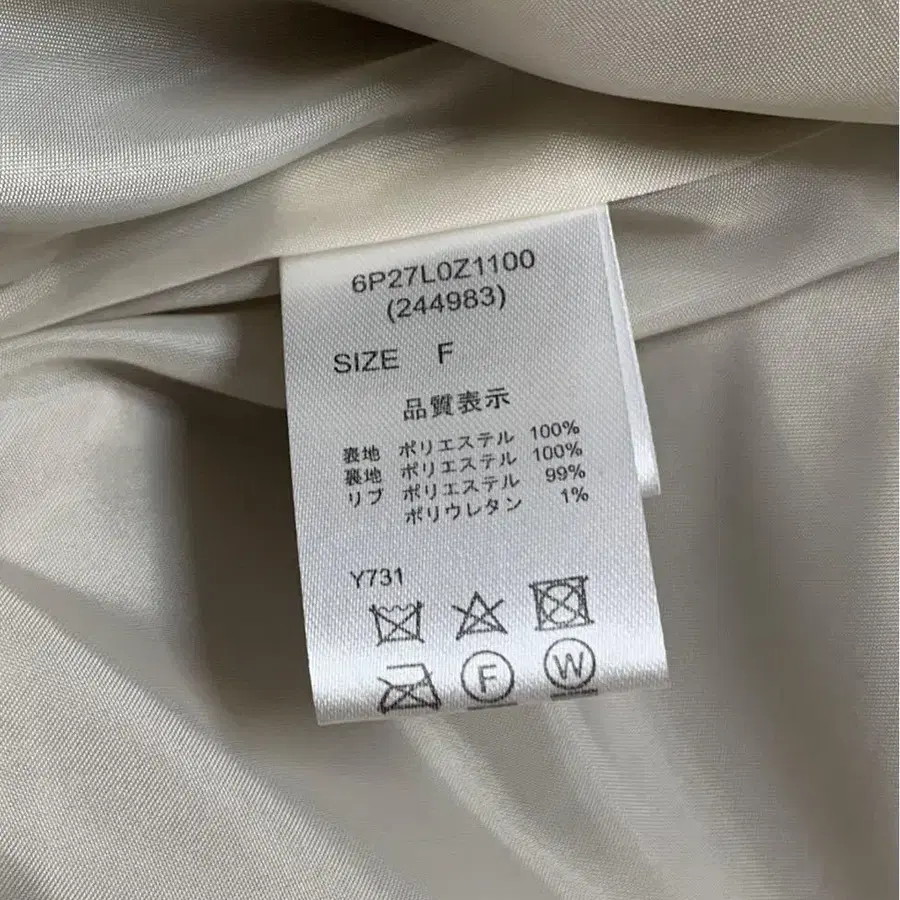 6P27L0Z1100
(244983)
SIZE F
品質表示
表地 ポリエステル 100%
裏地 ポリエステル 100%
リブ ポリエステル 99%
ポリウレタン 1%
Y731
F W